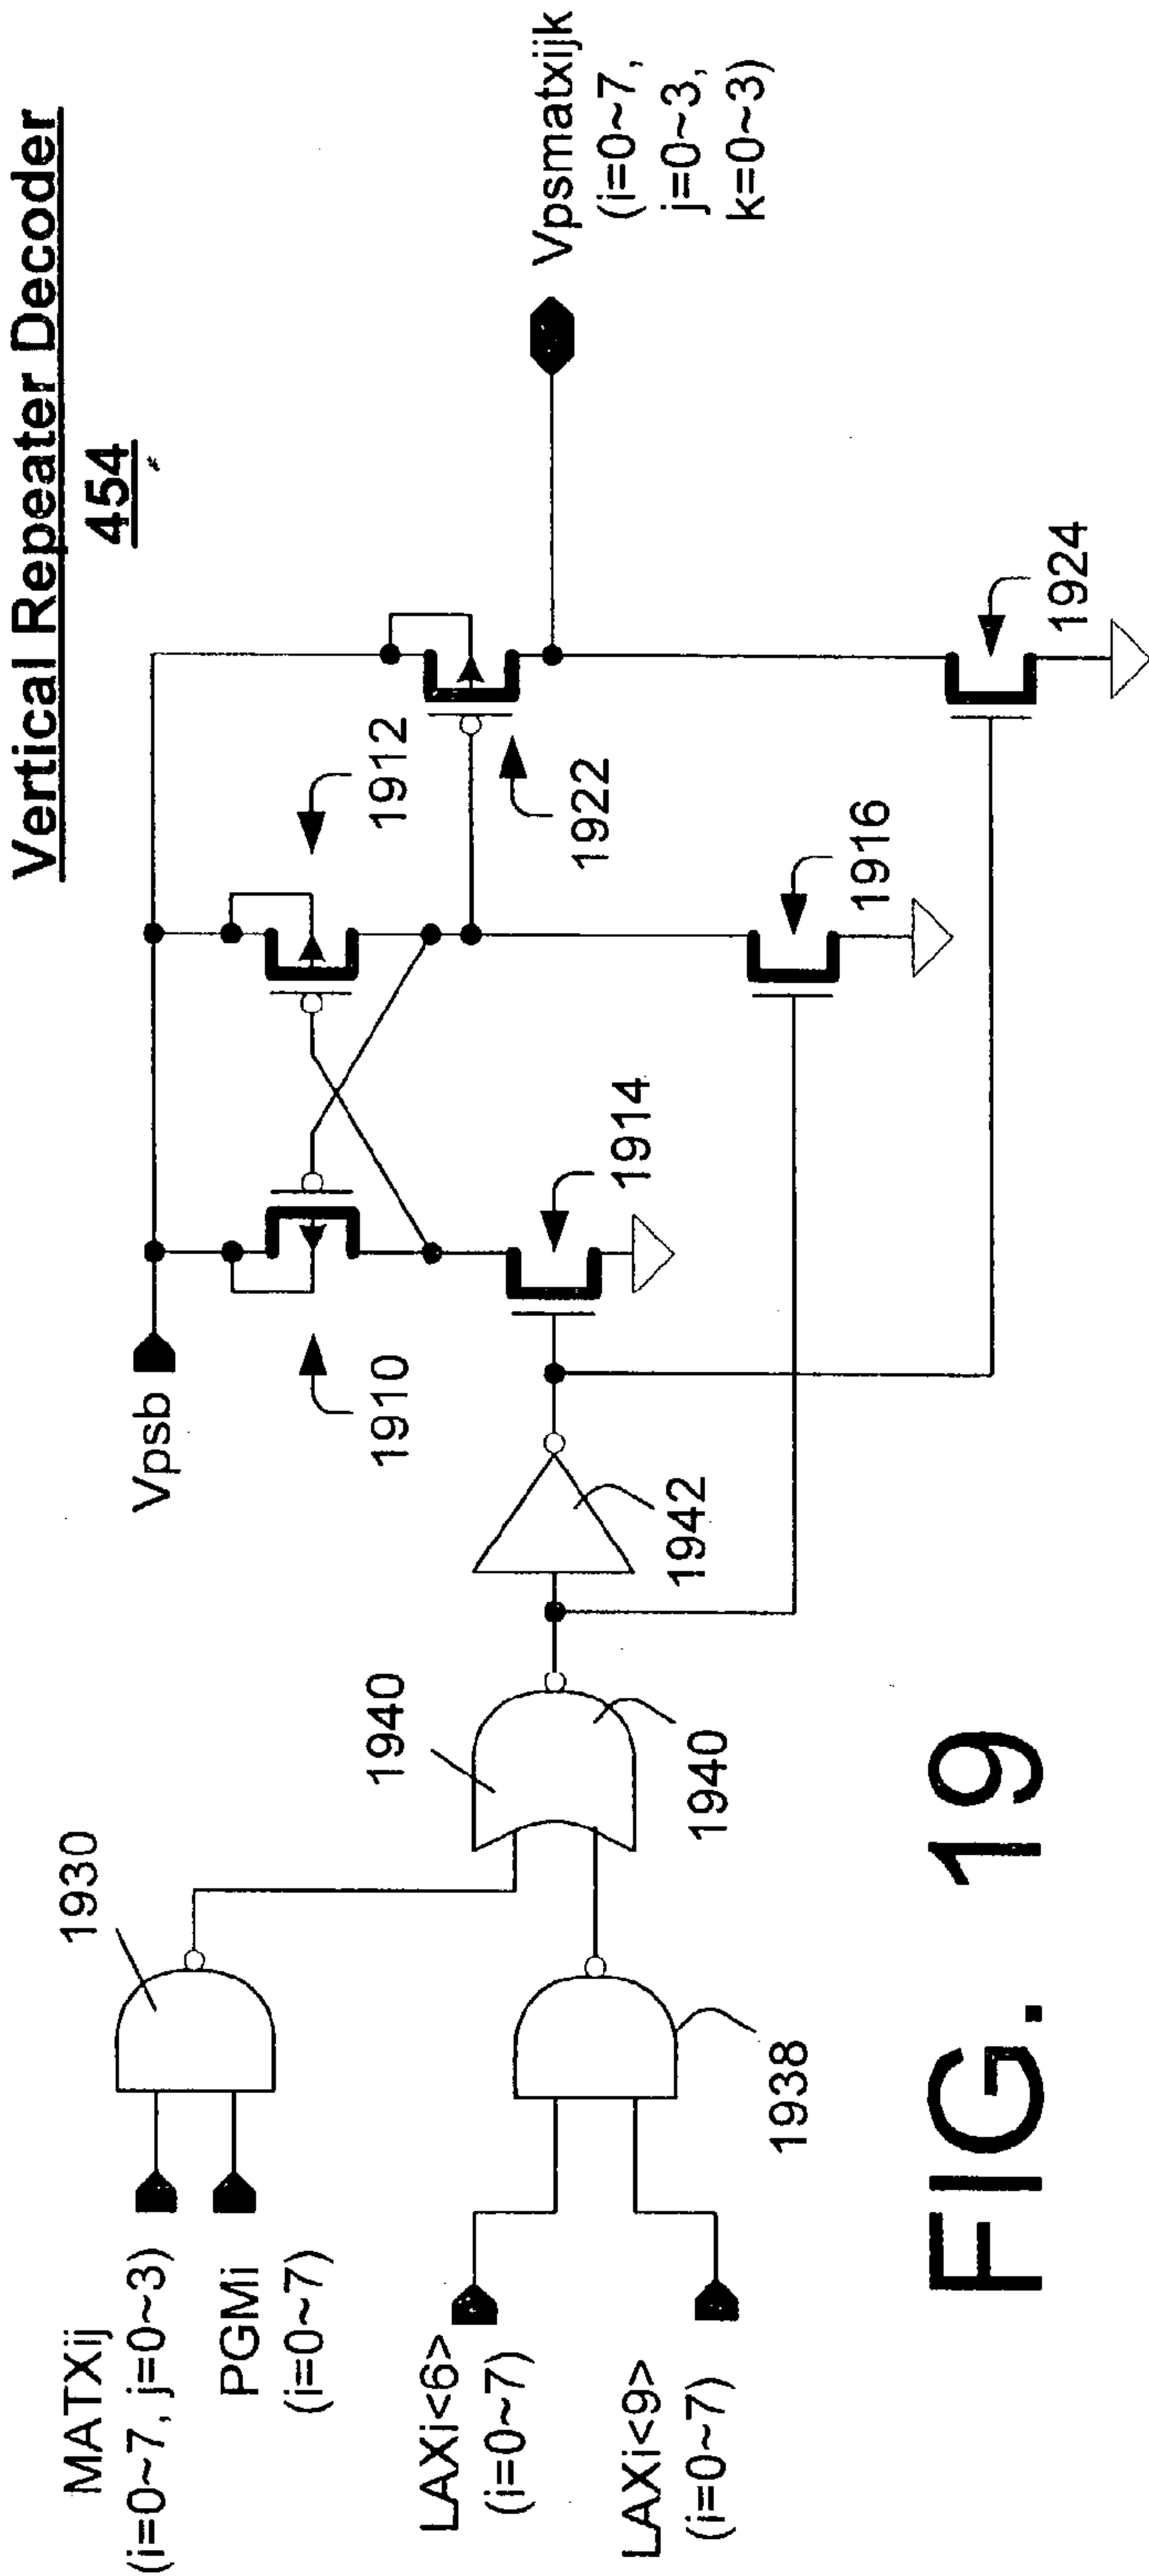 Vertical Repeater Decoder
454
Vpsb
1910
1912
1922
Vpsmatxijk
(i=0~7,
j=0~3,
k=0~3)
1914
1916
1924
MATXij
(i=0~7, j=0~3)
PGMi
(i=0~7)
1930
1940
1940
1942
LAXi<6>
(i=0~7)
LAXi<9>
(i=0~7)
1938
FIG. 19